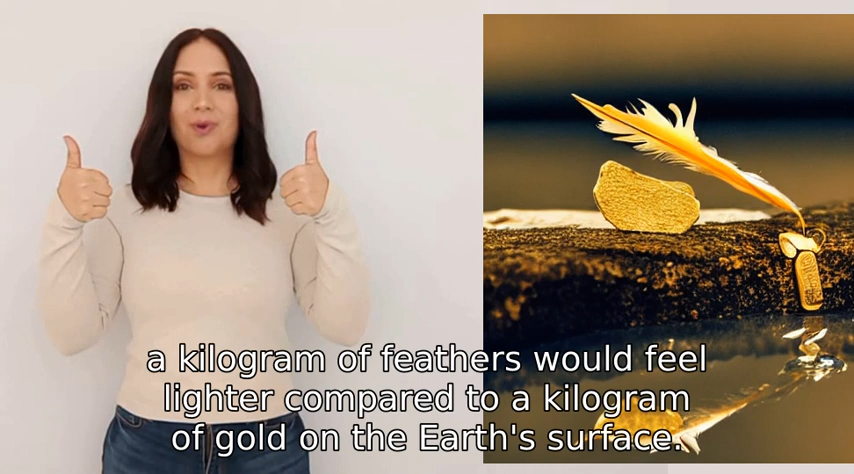 a kilogram of feathers would feel
lighter compared to a kilogram
of gold on the Earth's surface.